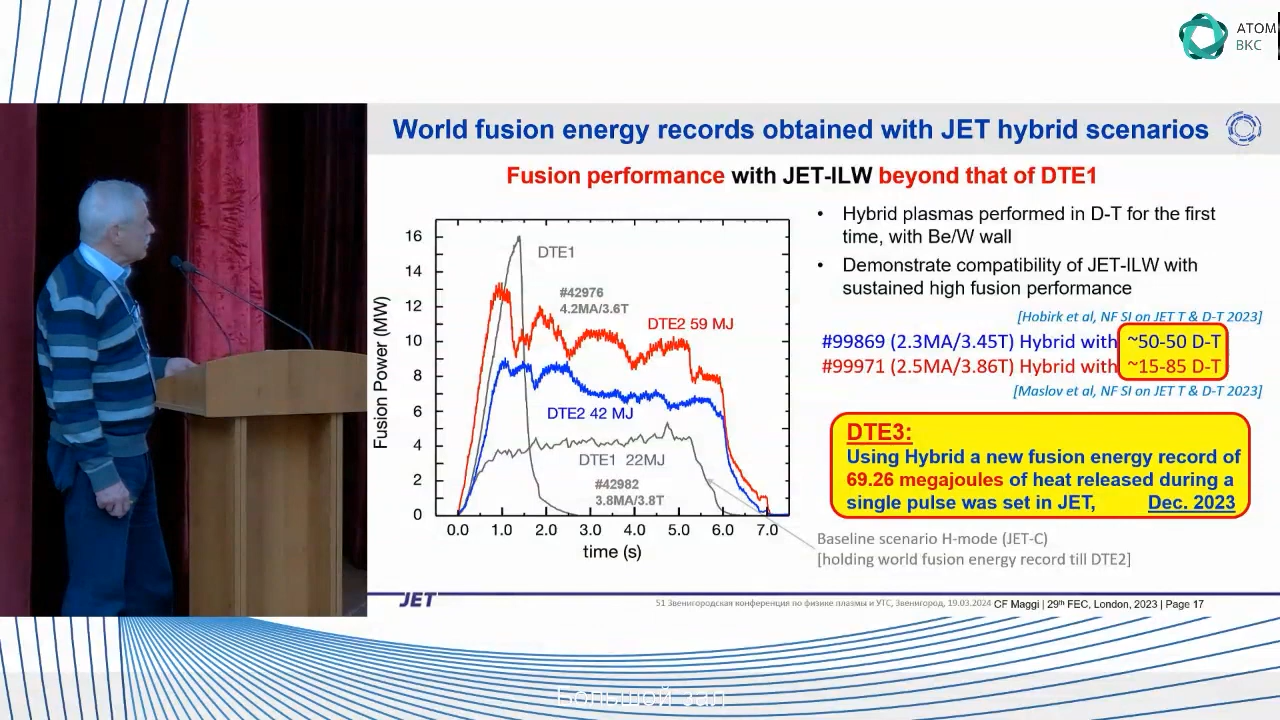 АТОМ
ВКС
World fusion energy records obtained with JET hybrid scenarios
Fusion performance with JET-ILW beyond that of DTE1
Fusion Power (MW)
16
14
12
10
8
6
4
2
0
0.0 1.0 2.0 3.0 4.0 5.0 6.0 7.0
time (s)
DTE1
#42976
4.2MA/3.6T
DTE2 59 MJ
DTE2 42 MJ
DTE1 22MJ
#42982
3.8MA/3.8T
• Hybrid plasmas performed in D-T for the first
time, with Be/W wall
• Demonstrate compatibility of JET-ILW with
sustained high fusion performance
[Hobirk et al, NF SI on JET T & D-T 2023]
#99869 (2.3MA/3.45T) Hybrid with ~50-50 D-T
#99971 (2.5MA/3.86T) Hybrid with ~15-85 D-T
[Maslov et al, NF SI on JET T & D-T 2023]
DTE3:
Using Hybrid a new fusion energy record of
69.26 megajoules of heat released during a
single pulse was set in JET, Dec. 2023
Baseline scenario H-mode (JET-C)
[holding world fusion energy record till DTE2]
JET
51 Звенигородская конференция по физике плазмы и УТС, Звенигород, 19.03.2024 CF Maggi | 29th FEC, London, 2023 | Page 17
Большой зал